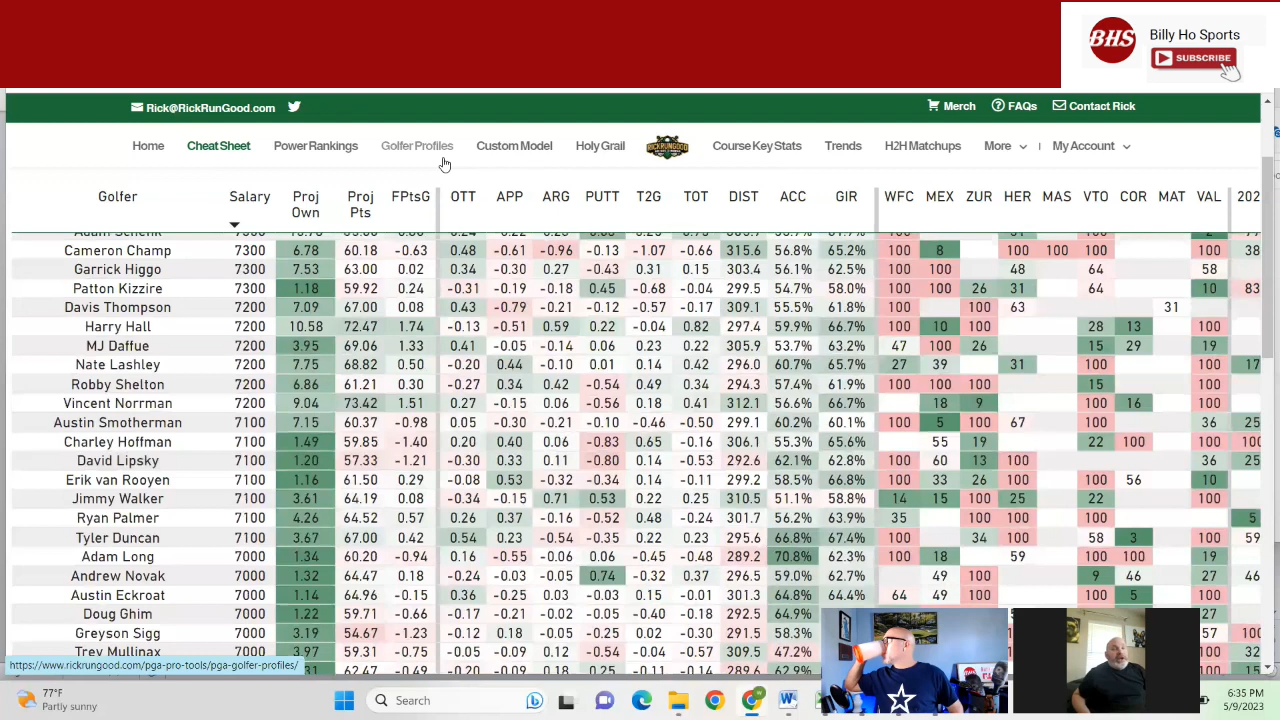 BHS
Billy Ho Sports
SUBSCRIBE
Rick@RickRunGood.com Merch FAQs Contact Rick
Home Cheat Sheet Power Rankings Golfer Profiles Custom Model Holy Grail RICKRUNGOOD Course Key Stats Trends H2H Matchups More My Account
Golfer Salary Proj Own Proj Pts FPtsG OTT APP ARG PUTT T2G TOT DIST ACC GIR WFC MEX ZUR HER MAS VTO COR MAT VAL 202
Cameron Champ 7300 6.78 60.18 -0.63 0.48 -0.61 -0.96 -0.13 -1.07 -0.66 315.6 56.8% 65.2% 100 8 100 100 100 100 38
Garrick Higgo 7300 7.53 63.00 0.02 0.34 -0.30 0.27 -0.43 0.31 0.15 303.4 56.1% 62.5% 100 100 48 64 58
Patton Kizzire 7300 1.18 59.92 0.24 -0.31 -0.19 -0.18 0.45 -0.68 -0.04 299.5 54.7% 58.0% 100 100 26 31 64 10 83
Davis Thompson 7200 7.09 67.00 0.08 0.43 -0.79 -0.21 -0.12 -0.57 -0.17 309.1 55.5% 61.8% 100 100 63 31 100
Harry Hall 7200 10.58 72.47 1.74 -0.13 -0.51 0.59 0.22 -0.04 0.82 297.4 59.9% 66.7% 100 10 100 28 13 100
MJ Daffue 7200 3.95 69.06 1.33 0.41 -0.05 -0.14 0.06 0.23 0.22 305.9 53.7% 63.2% 47 100 26 15 29 19
Nate Lashley 7200 7.75 68.82 0.50 -0.20 0.44 -0.10 0.01 0.14 0.42 296.0 60.7% 65.7% 27 39 31 100 100 17
Robby Shelton 7200 6.86 61.21 0.30 -0.27 0.34 0.42 -0.54 0.49 0.34 294.3 57.4% 61.9% 100 100 100 15 100
Vincent Norrman 7200 9.04 73.42 1.51 0.27 -0.15 0.06 -0.56 0.18 0.41 312.1 56.6% 66.7% 18 9 100 16 100
Austin Smotherman 7100 7.15 60.37 -0.98 0.05 -0.30 -0.21 -0.10 -0.46 -0.50 299.1 60.2% 60.1% 100 5 100 67 100 36 25
Charley Hoffman 7100 1.49 59.85 -1.40 0.20 0.40 0.06 -0.83 0.65 -0.16 306.1 55.3% 65.6% 55 19 22 100 100 100
David Lipsky 7100 1.20 57.33 -1.21 -0.30 0.33 0.11 -0.80 0.14 -0.53 292.6 62.1% 62.8% 100 60 13 100 36 25
Erik van Rooyen 7100 1.16 61.50 0.29 -0.08 0.53 -0.32 -0.34 0.14 -0.11 299.2 58.5% 66.8% 100 33 26 100 100 56 10
Jimmy Walker 7100 3.61 64.19 0.08 -0.34 -0.15 0.71 0.53 0.22 0.25 310.5 51.1% 58.8% 14 15 100 25 22 100
Ryan Palmer 7100 4.26 64.52 0.57 0.26 0.37 -0.16 -0.52 0.48 -0.24 301.7 56.2% 63.9% 35 100 100 100 5
Tyler Duncan 7100 3.67 64.00 0.42 0.54 0.23 -0.54 -0.35 0.22 0.23 295.6 66.8% 67.4% 100 34 100 58 3 100 59
Adam Long 7000 1.34 60.20 -0.94 0.16 -0.55 -0.06 0.06 -0.45 -0.48 289.2 70.8% 62.3% 100 18 59 100 100 19
Andrew Novak 7000 1.32 64.47 0.18 -0.24 -0.03 -0.05 0.74 -0.32 0.37 296.5 59.0% 62.7% 49 100 9 46 27 46
Austin Eckroat 7000 1.14 64.96 -0.15 0.36 -0.25 -0.03 -0.03 0.15 -0.01 301.3 64.8% 64.4% 64 49 100 5 100
Doug Ghim 7000 1.22 59.71 -0.66 -0.17 -0.21 -0.02 -0.05 -0.40 -0.18 292.5 64.9% 27
Greyson Sigg 7000 3.19 54.67 -1.23 -0.12 0.18 -0.05 -0.25 0.02 -0.30 291.5 58.3% 57 100
Trey Mullinax 7000 3.97 59.31 -0.75 -0.05 -0.09 -0.12 -0.54 -0.07 -0.40 309.8 47.2% 100 32
https://www.rickrungood.com/pga-pro-tools/pga-golfer-profiles/
77°F
Partly sunny
Search
6:35 PM
5/9/2023